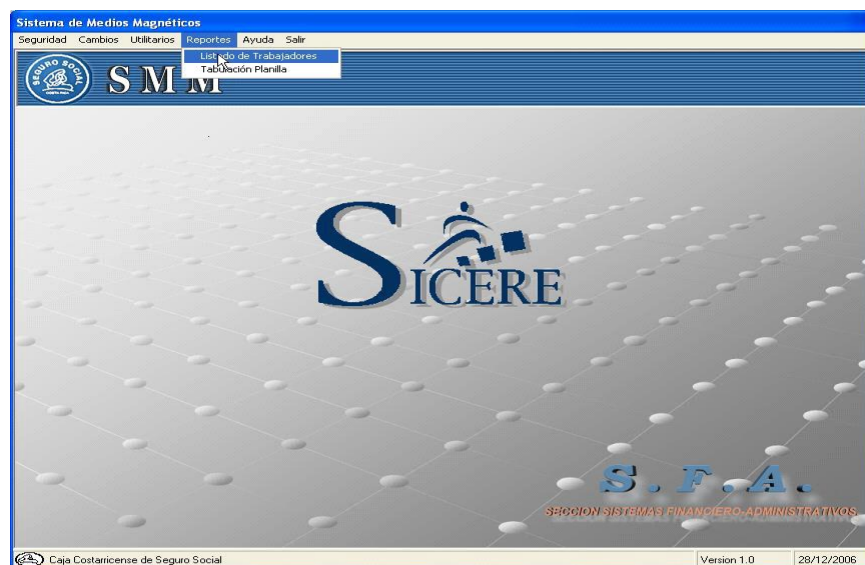 Sistema de Medios Magnéticos
Seguridad Cambios Utilitarios Reportes Ayuda Salir
Listado de Trabajadores
Tabulación Planilla
SEGURO SOCIAL
COSTA RICA
SMM
SICERE
S.F.A.
SECCION SISTEMAS FINANCIERO-ADMINISTRATIVOS
Caja Costarricense de Seguro Social Version 1.0 28/12/2006